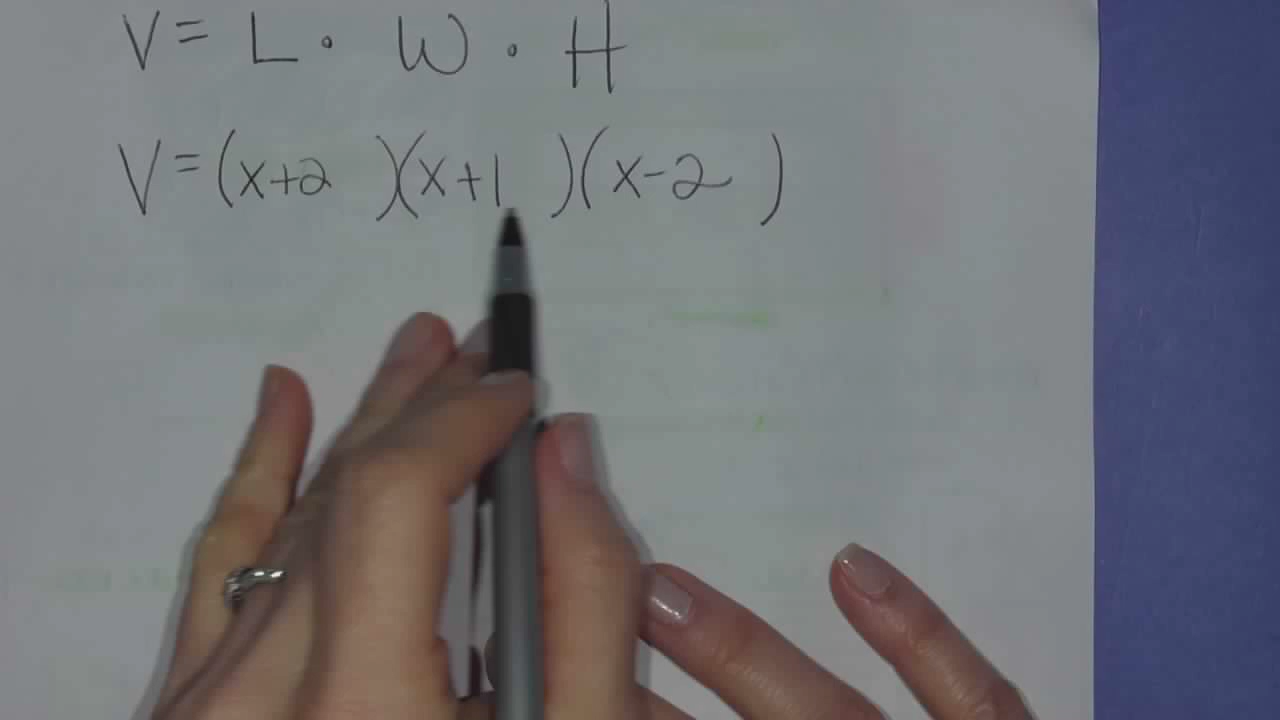 V = L · W · H
V = (x+2 )(x+1 )(x-2 )